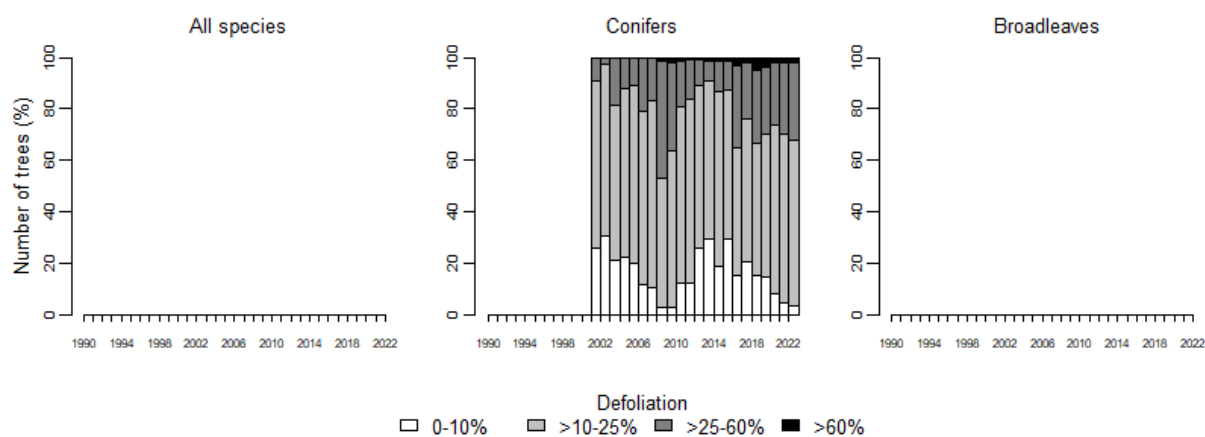 All species
Conifers
Broadleaves
Number of trees (%)
0 20 40 60 80 100
0 20 40 60 80 100
0 20 40 60 80 100
1990 1994 1998 2002 2006 2010 2014 2018 2022
1990 1994 1998 2002 2006 2010 2014 2018 2022
1990 1994 1998 2002 2006 2010 2014 2018 2022
Defoliation
0-10% >10-25% >25-60% >60%